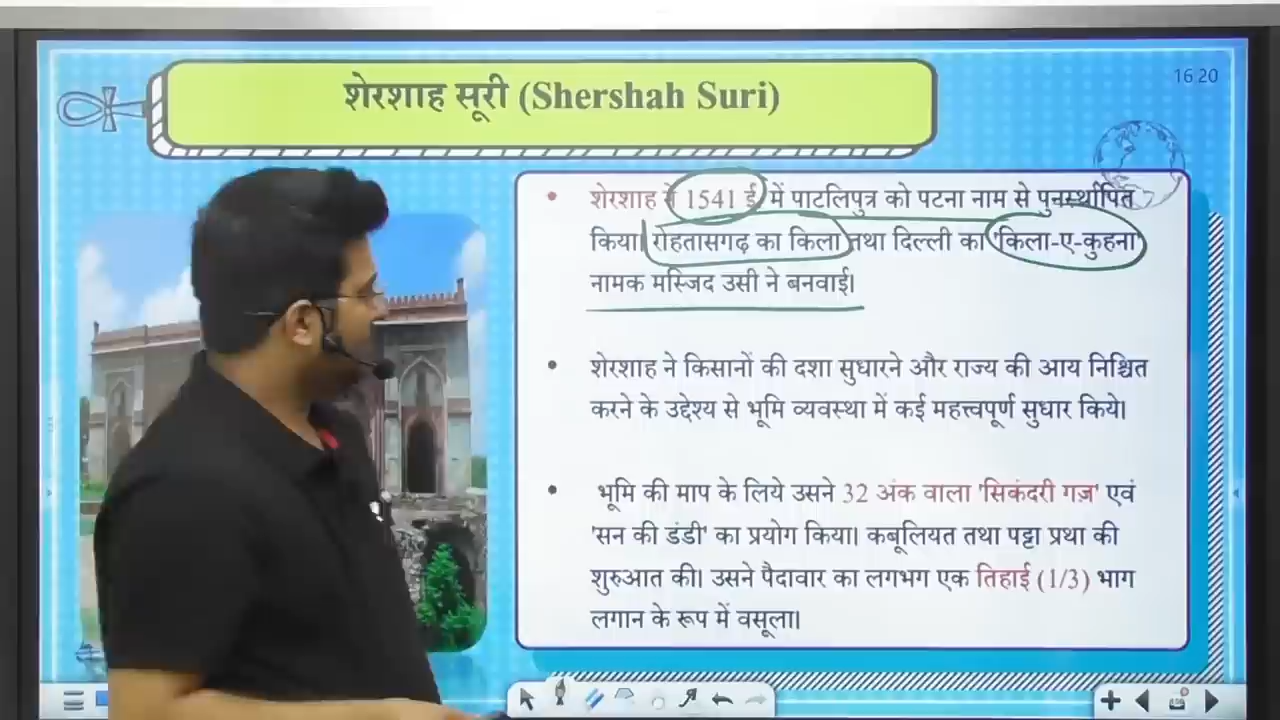 शेरशाह सूरी (Shershah Suri)
16:20
• शेरशाह ने 1541 ई. में पाटलिपुत्र को पटना नाम से पुनर्स्थापित
किया। रोहतासगढ़ का किला तथा दिल्ली का 'किला-ए-कुहना'
नामक मस्जिद उसी ने बनवाई।
• शेरशाह ने किसानों की दशा सुधारने और राज्य की आय निश्चित
करने के उद्देश्य से भूमि व्यवस्था में कई महत्त्वपूर्ण सुधार किये।
• भूमि की माप के लिये उसने 32 अंक वाला 'सिकंदरी गज़' एवं
'सन की डंडी' का प्रयोग किया। कबूलियत तथा पट्टा प्रथा की
शुरुआत की। उसने पैदावार का लगभग एक तिहाई (1/3) भाग
लगान के रूप में वसूला।